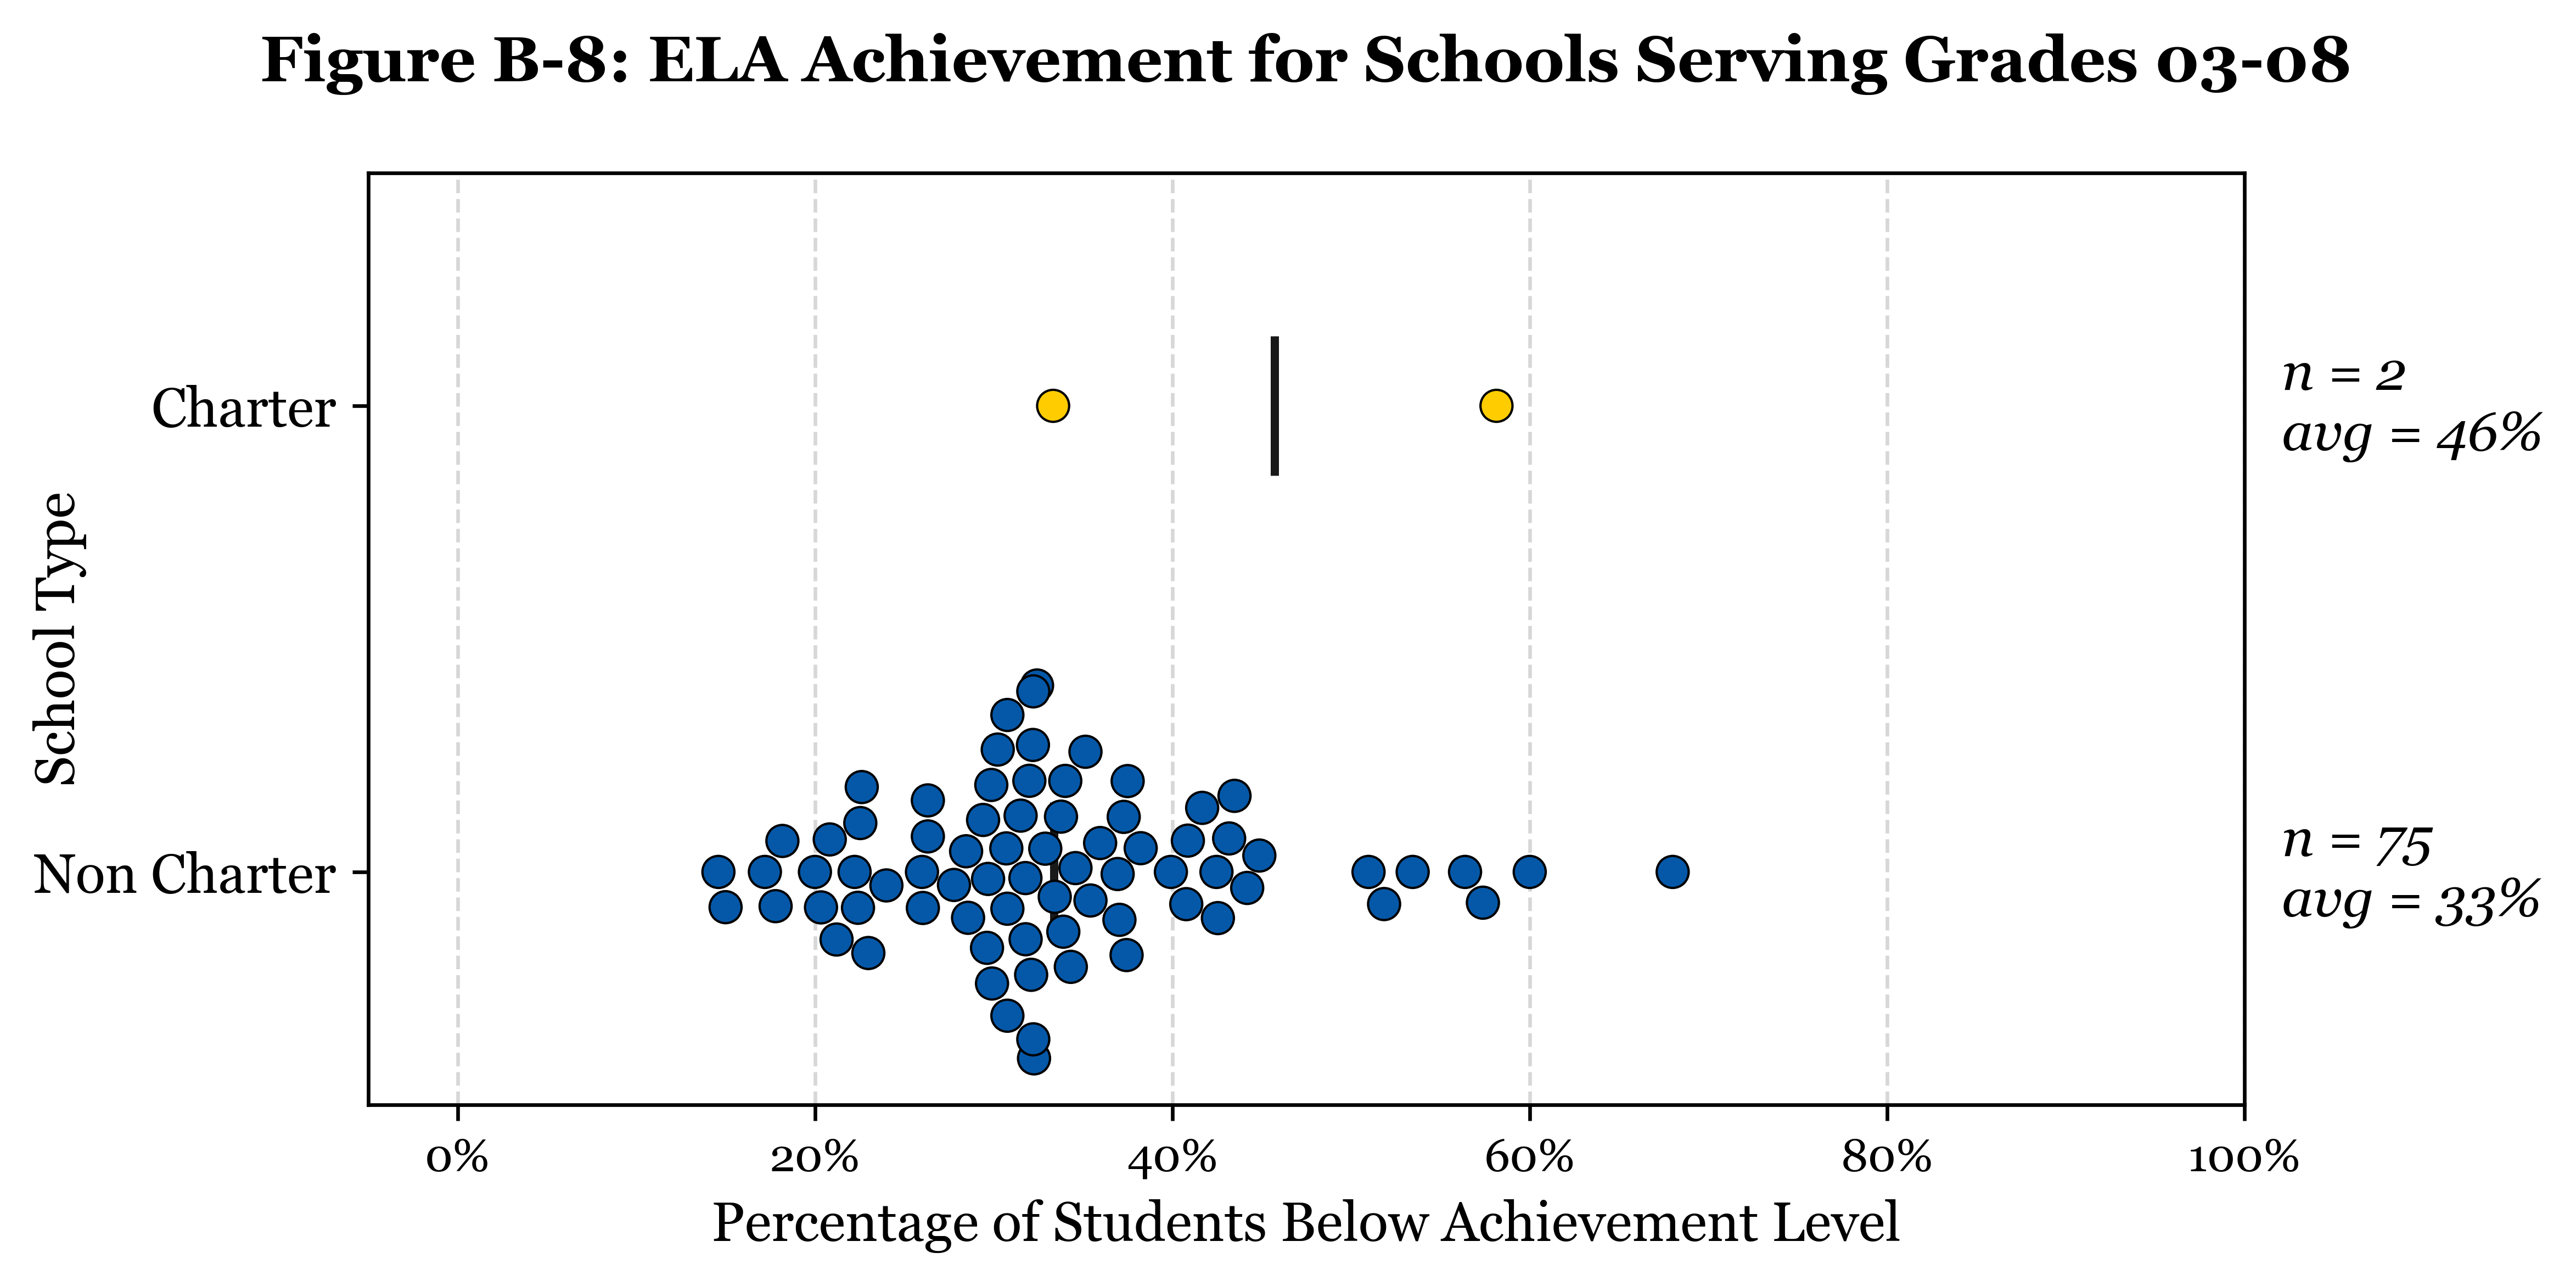 Figure B-8: ELA Achievement for Schools Serving Grades 03-08
School Type
Charter
n = 2
avg = 46%
Non Charter
n = 75
avg = 33%
0% 20% 40% 60% 80% 100%
Percentage of Students Below Achievement Level